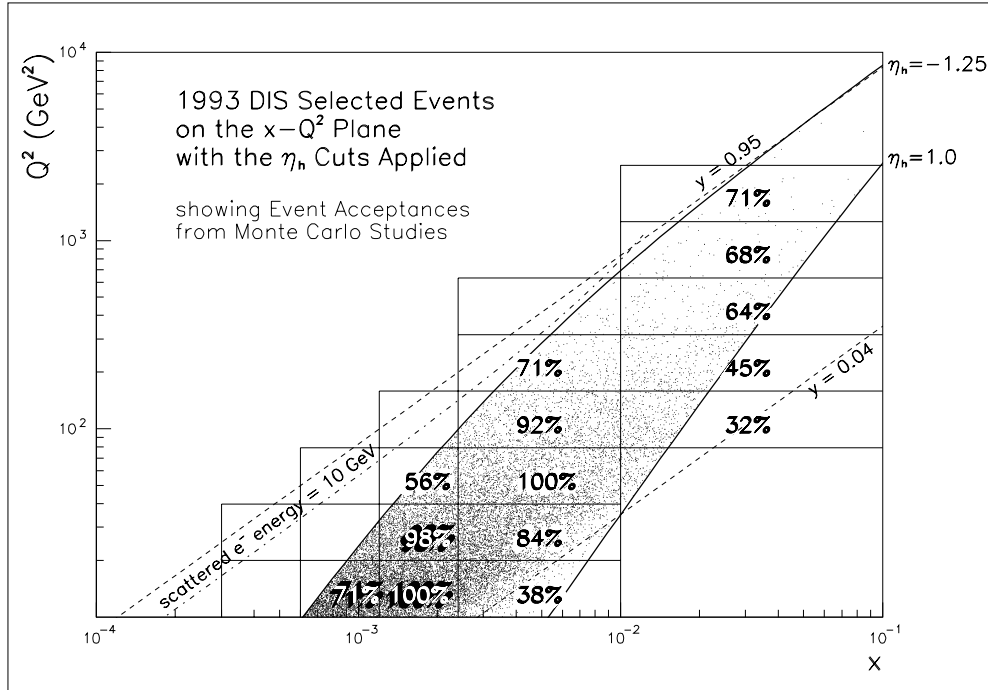 10⁴
Q² (GeV²)
1993 DIS Selected Events
on the x–Q² Plane
with the ηₕ Cuts Applied
showing Event Acceptances
from Monte Carlo Studies
ηₕ=−1.25
ηₕ=1.0
y = 0.95
71%
10³
68%
64%
71%
45%
y = 0.04
92%
32%
10²
56%
100%
scattered e⁻ energy = 10 GeV
98%
84%
71%
100%
38%
10⁻⁴
10⁻³
10⁻²
10⁻¹
x